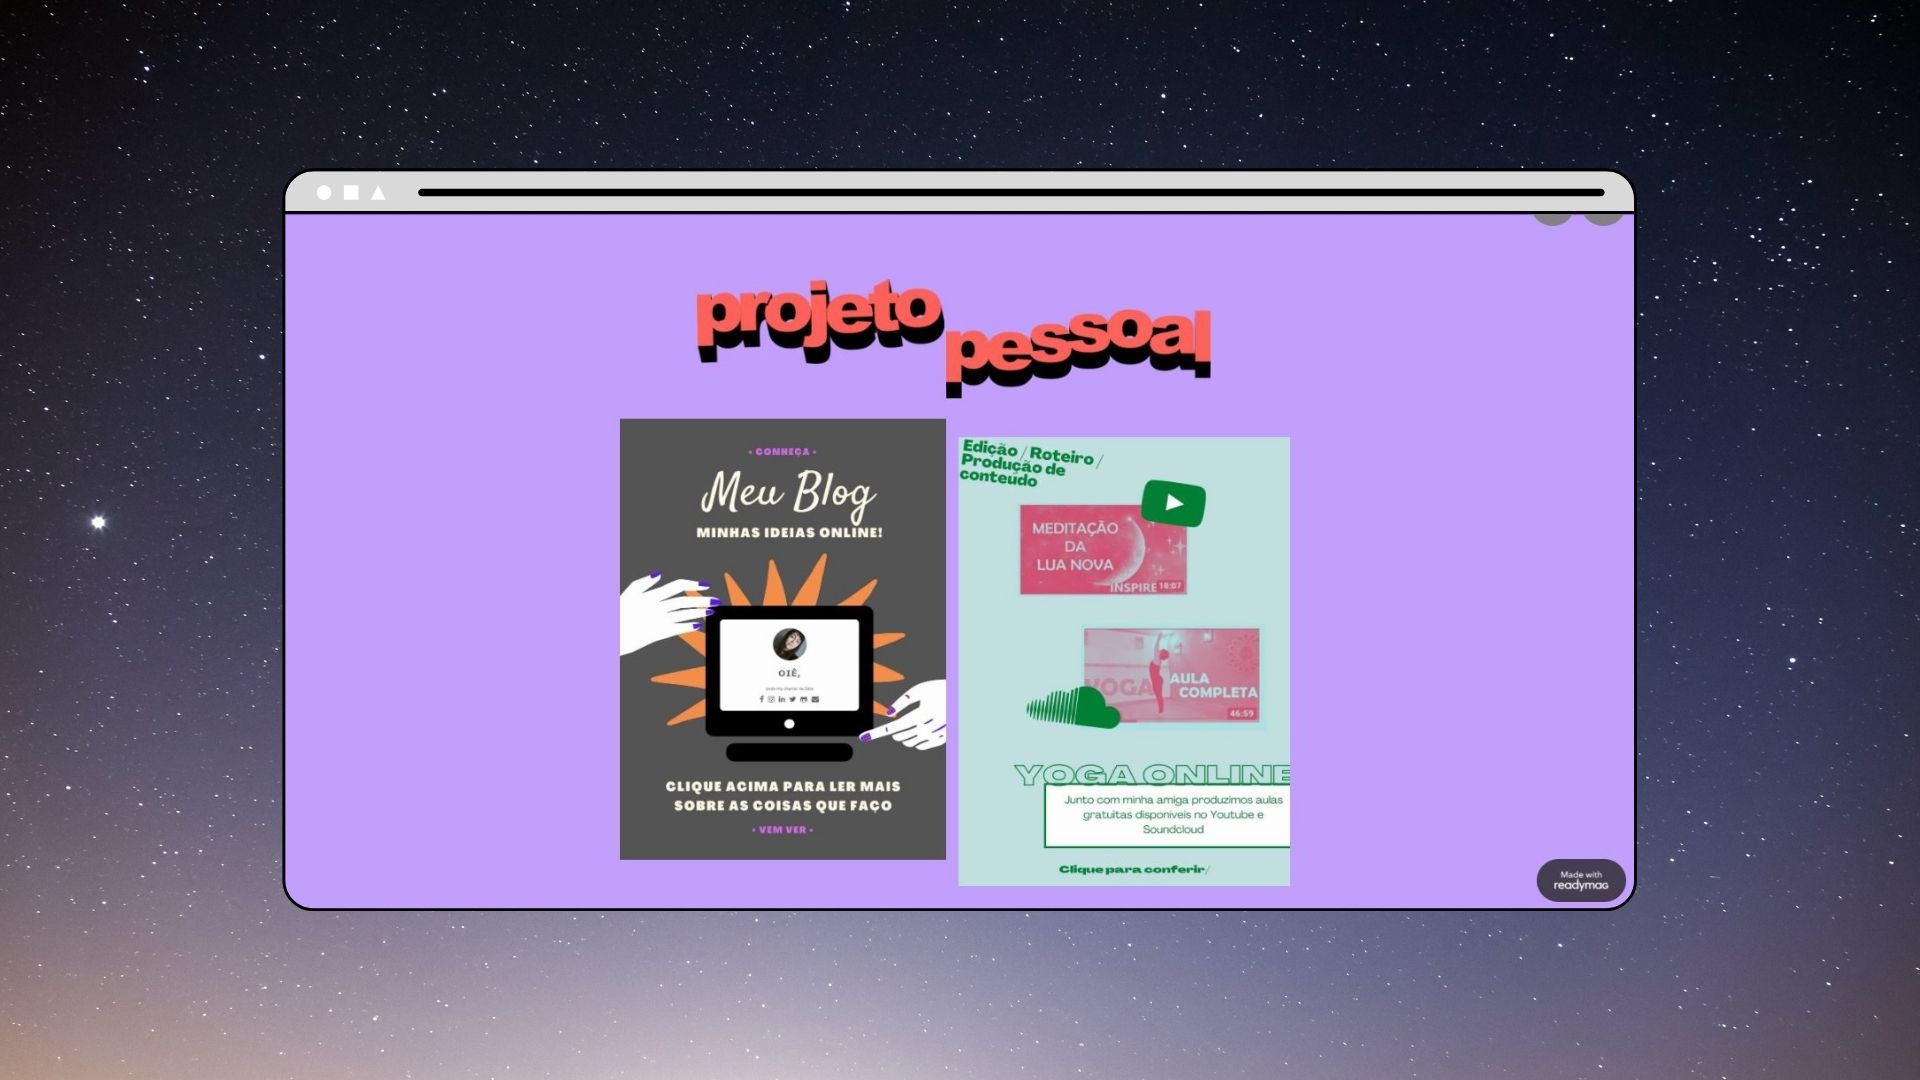 projeto
pessoal
• CONHEÇA •
Meu Blog
MINHAS IDEIAS ONLINE!
OIÊ,
CLIQUE ACIMA PARA LER MAIS
SOBRE AS COISAS QUE FAÇO
• VEM VER •
Edição / Roteiro /
Produção de
conteúdo
MEDITAÇÃO
DA
LUA NOVA
INSPIRE 18:07
YOGA
AULA
COMPLETA
46:59
YOGA ONLINE
Junto com minha amiga produzimos aulas
gratuitas disponíveis no Youtube e
Soundcloud
Clique para conferir/
Made with
readymag